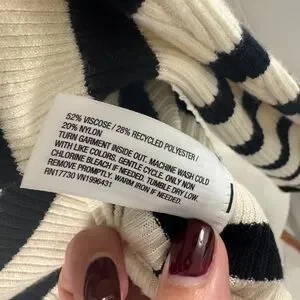 52% VISCOSE / 28% RECYCLED POLYESTER /
20% NYLON
TURN GARMENT INSIDE OUT. MACHINE WASH COLD
WITH LIKE COLORS, GENTLE CYCLE. ONLY NON
CHLORINE BLEACH IF NEEDED. TUMBLE DRY LOW.
REMOVE PROMPTLY. WARM IRON IF NEEDED.
RN17730 VN1996431